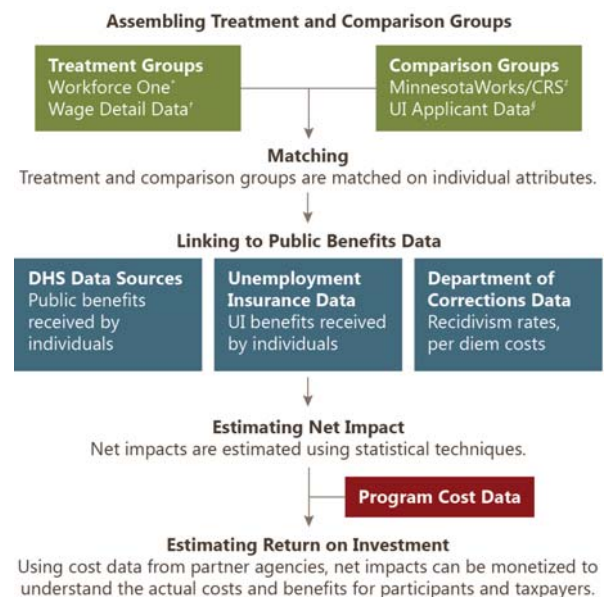 Assembling Treatment and Comparison Groups
Treatment Groups
Workforce One*
Wage Detail Data†
Comparison Groups
MinnesotaWorks/CRS‡
UI Applicant Data§
Matching
Treatment and comparison groups are matched on individual attributes.
Linking to Public Benefits Data
DHS Data Sources
Public benefits
received by
individuals
Unemployment
Insurance Data
UI benefits received
by individuals
Department of
Corrections Data
Recidivism rates,
per diem costs
Estimating Net Impact
Net impacts are estimated using statistical techniques.
Program Cost Data
Estimating Return on Investment
Using cost data from partner agencies, net impacts can be monetized to
understand the actual costs and benefits for participants and taxpayers.